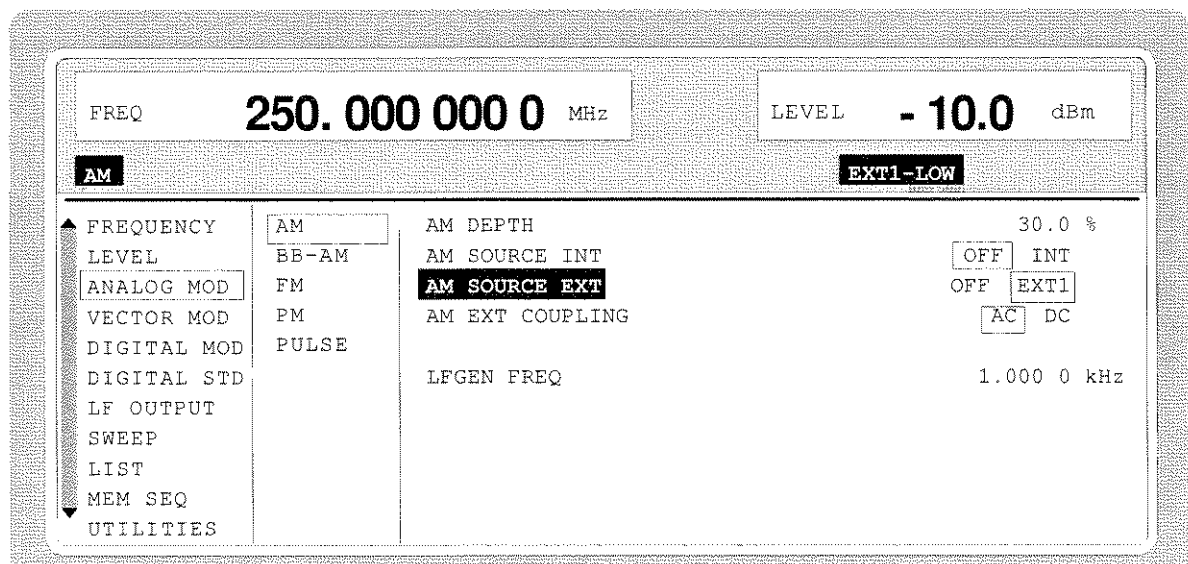 FREQ 250. 000 000 0 MHz LEVEL - 10.0 dBm
AM EXT1-LOW
FREQUENCY AM AM DEPTH 30.0 %
LEVEL BB-AM AM SOURCE INT OFF INT
ANALOG MOD FM AM SOURCE EXT OFF EXT1
VECTOR MOD PM AM EXT COUPLING AC DC
DIGITAL MOD PULSE
DIGITAL STD LFGEN FREQ 1.000 0 kHz
LF OUTPUT
SWEEP
LIST
MEM SEQ
UTILITIES